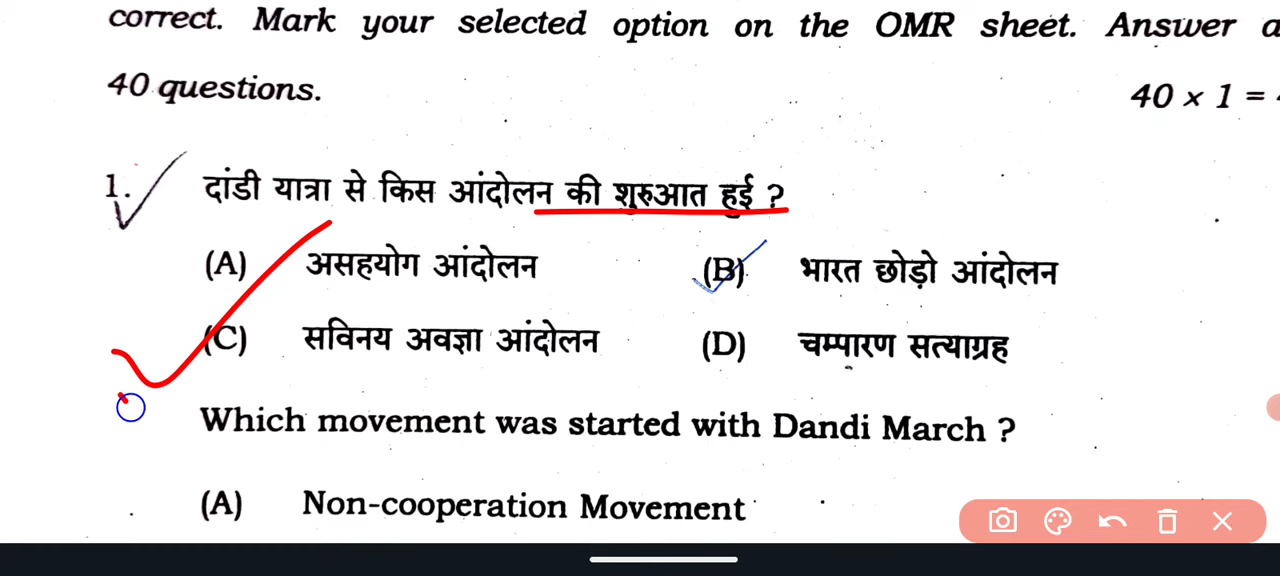 correct. Mark your selected option on the OMR sheet. Answer a
40 questions. 40 × 1 =
1. दांडी यात्रा से किस आंदोलन की शुरुआत हुई ?
(A) असहयोग आंदोलन (B) भारत छोड़ो आंदोलन
(C) सविनय अवज्ञा आंदोलन (D) चम्पारण सत्याग्रह
Which movement was started with Dandi March ?
(A) Non-cooperation Movement